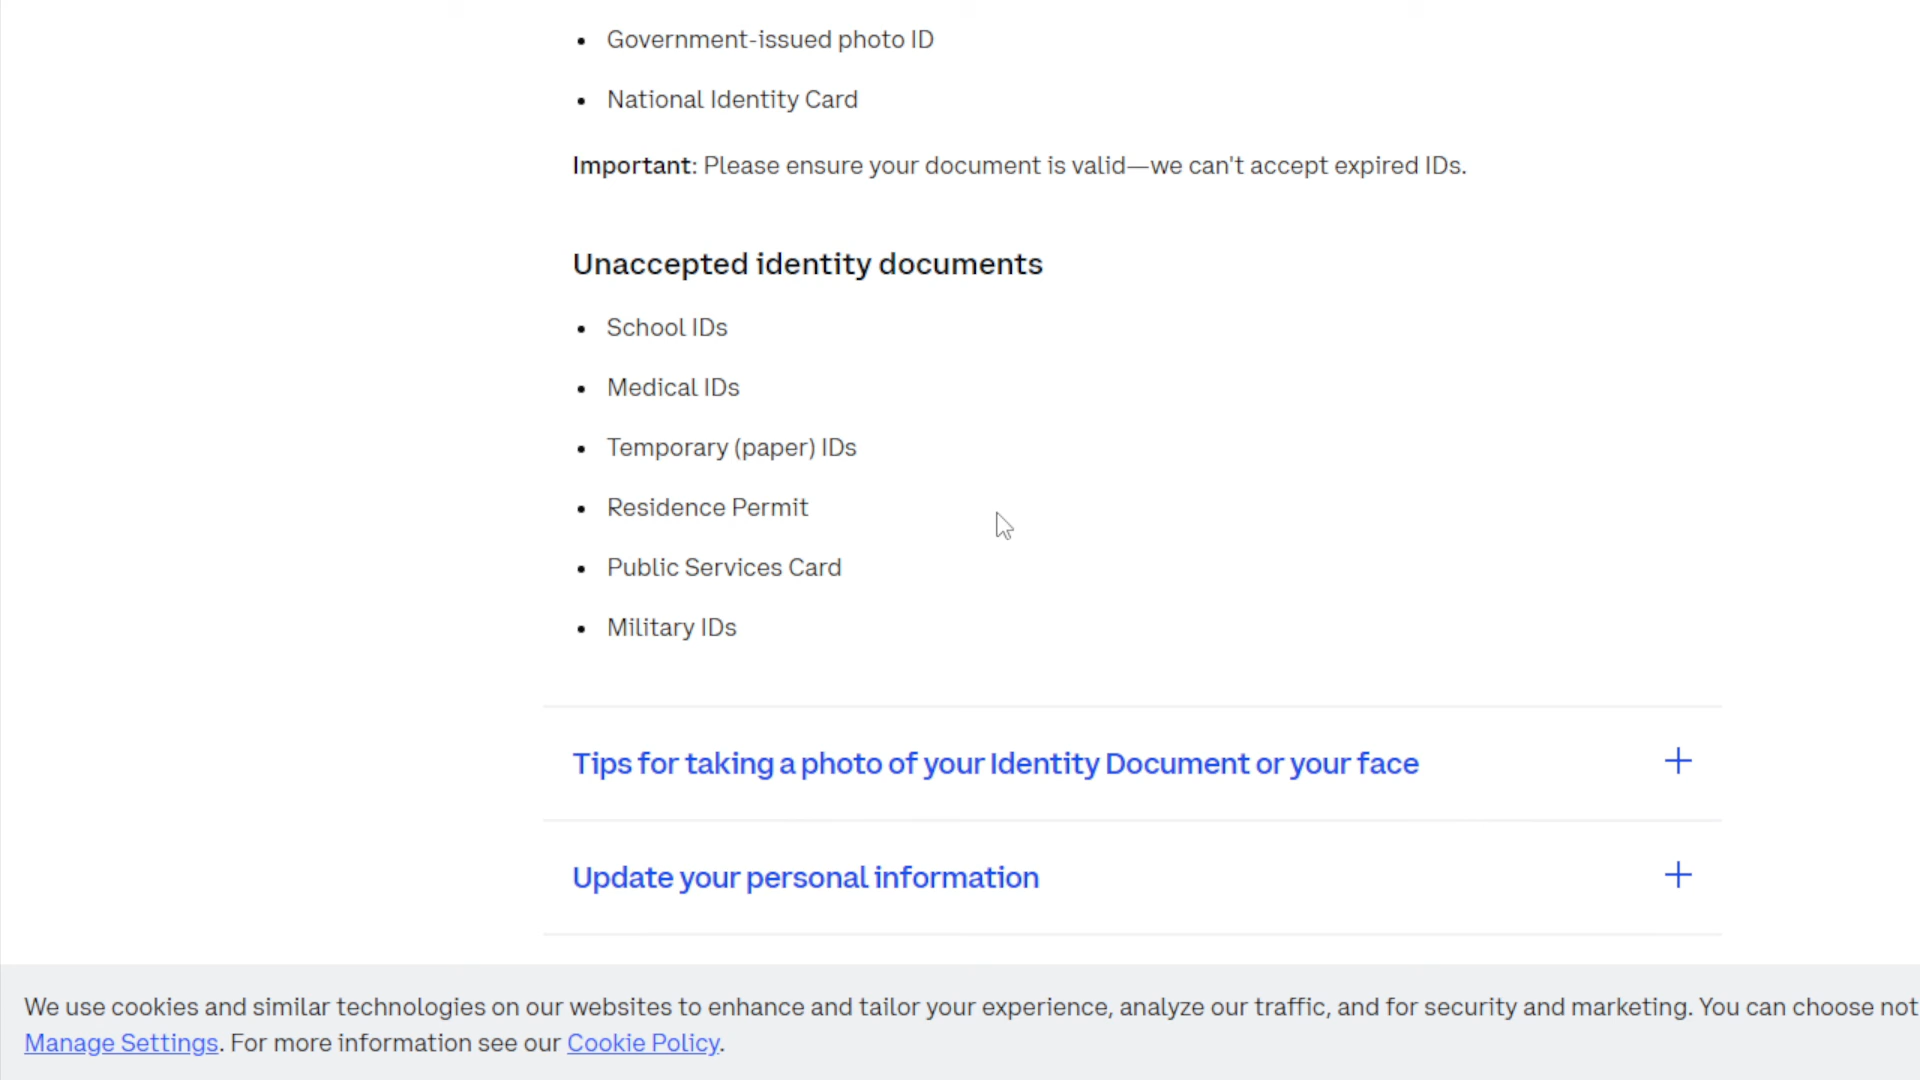 • Government-issued photo ID
• National Identity Card
Important: Please ensure your document is valid—we can't accept expired IDs.
Unaccepted identity documents
• School IDs
• Medical IDs
• Temporary (paper) IDs
• Residence Permit
• Public Services Card
• Military IDs
Tips for taking a photo of your Identity Document or your face
Update your personal information
We use cookies and similar technologies on our websites to enhance and tailor your experience, analyze our traffic, and for security and marketing. You can choose not
Manage Settings. For more information see our Cookie Policy.